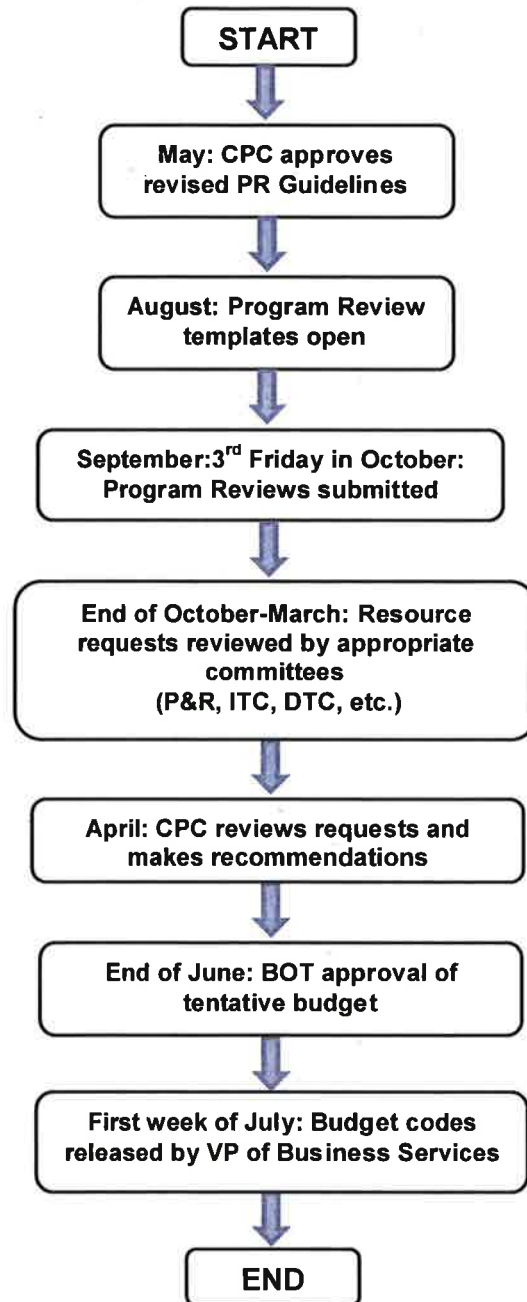 START
May: CPC approves
revised PR Guidelines
August: Program Review
templates open
September:3rd Friday in October:
Program Reviews submitted
End of October-March: Resource
requests reviewed by appropriate
committees
(P&R, ITC, DTC, etc.)
April: CPC reviews requests and
makes recommendations
End of June: BOT approval of
tentative budget
First week of July: Budget codes
released by VP of Business Services
END